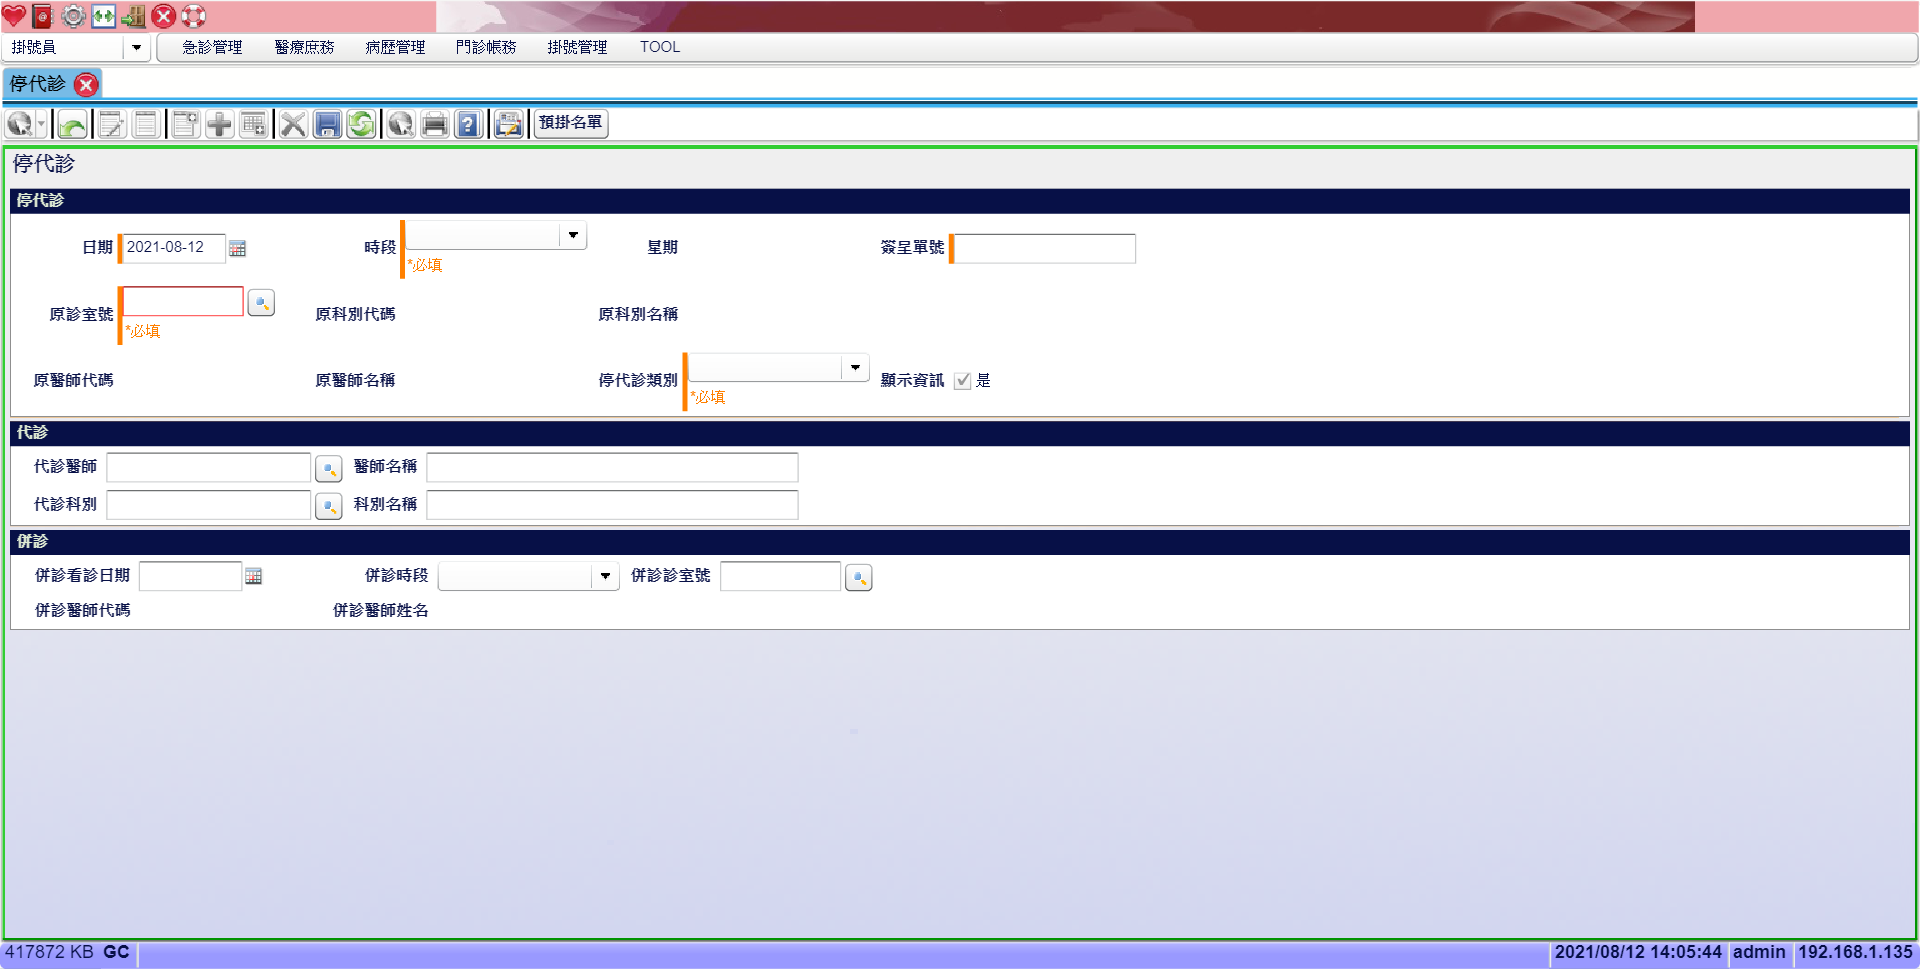 掛號員 急診管理 醫療庶務 病歷管理 門診帳務 掛號管理 TOOL
停代診
預掛名單
停代診
停代診
日期 2021-08-12 時段 星期 簽呈單號
*必填
原診室號 原科別代碼 原科別名稱
*必填
原醫師代碼 原醫師名稱 停代診類別 顯示資訊 是
*必填
代診
代診醫師 醫師名稱
代診科別 科別名稱
併診
併診看診日期 併診時段 併診診室號
併診醫師代碼 併診醫師姓名
417872 KB GC 2021/08/12 14:05:44 admin 192.168.1.135